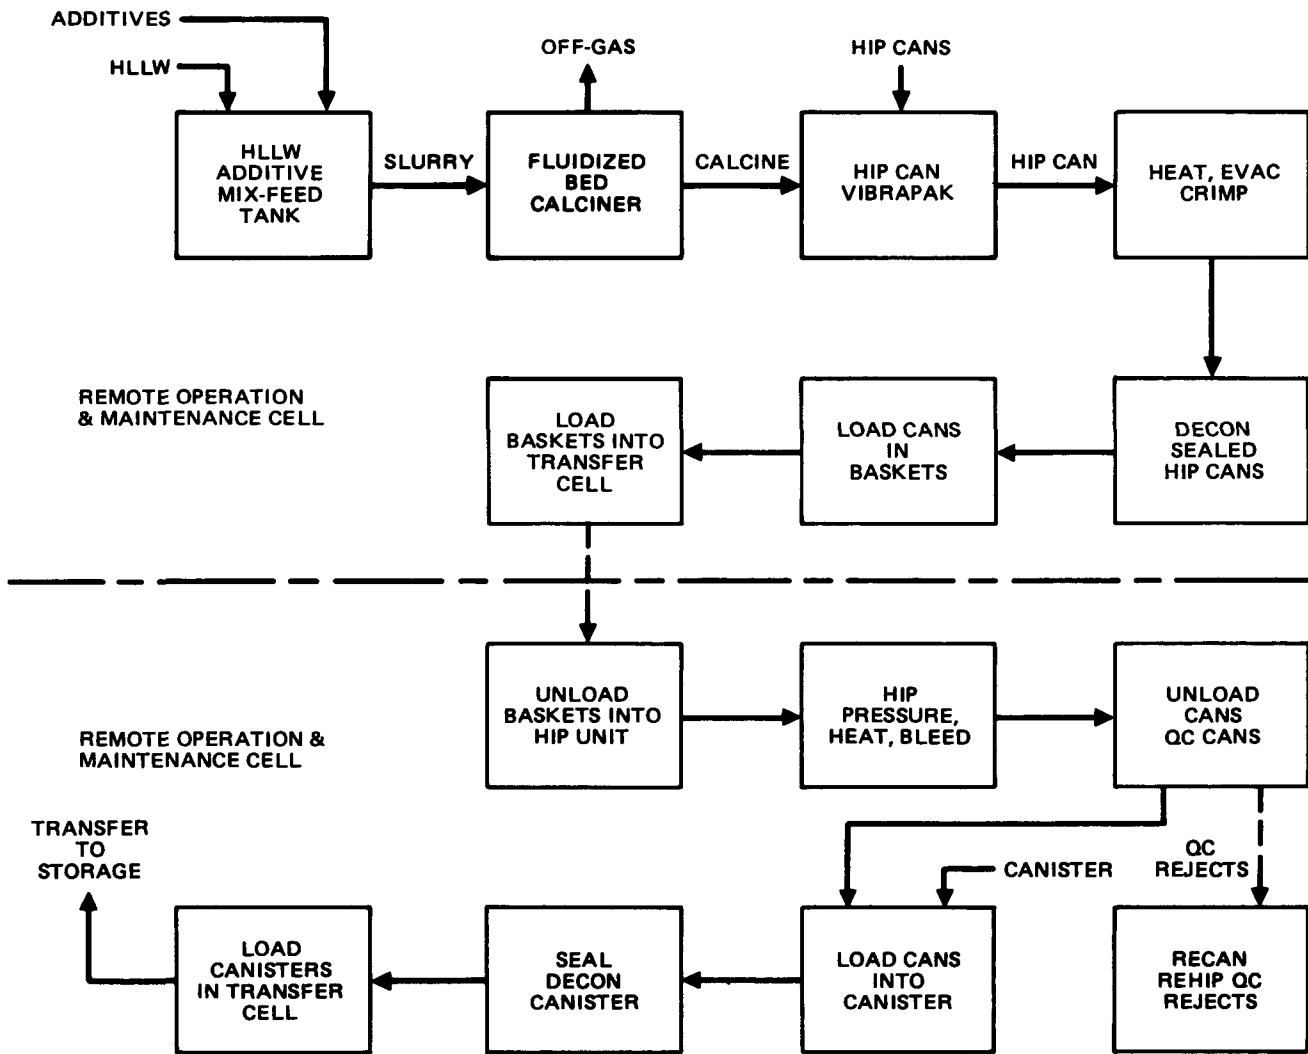 ADDITIVES
HLLW
OFF-GAS
HIP CANS
HLLW
ADDITIVE
MIX-FEED
TANK
SLURRY
FLUIDIZED
BED
CALCINER
CALCINE
HIP CAN
VIBRAPAK
HIP CAN
HEAT, EVAC
CRIMP
REMOTE OPERATION
& MAINTENANCE CELL
LOAD
BASKETS INTO
TRANSFER
CELL
LOAD CANS
IN
BASKETS
DECON
SEALED
HIP CANS
REMOTE OPERATION &
MAINTENANCE CELL
UNLOAD
BASKETS INTO
HIP UNIT
HIP
PRESSURE,
HEAT, BLEED
UNLOAD
CANS
QC CANS
TRANSFER
TO
STORAGE
CANISTER
QC
REJECTS
LOAD
CANISTERS
IN TRANSFER
CELL
SEAL
DECON
CANISTER
LOAD CANS
INTO
CANISTER
RECAN
REHIP QC
REJECTS